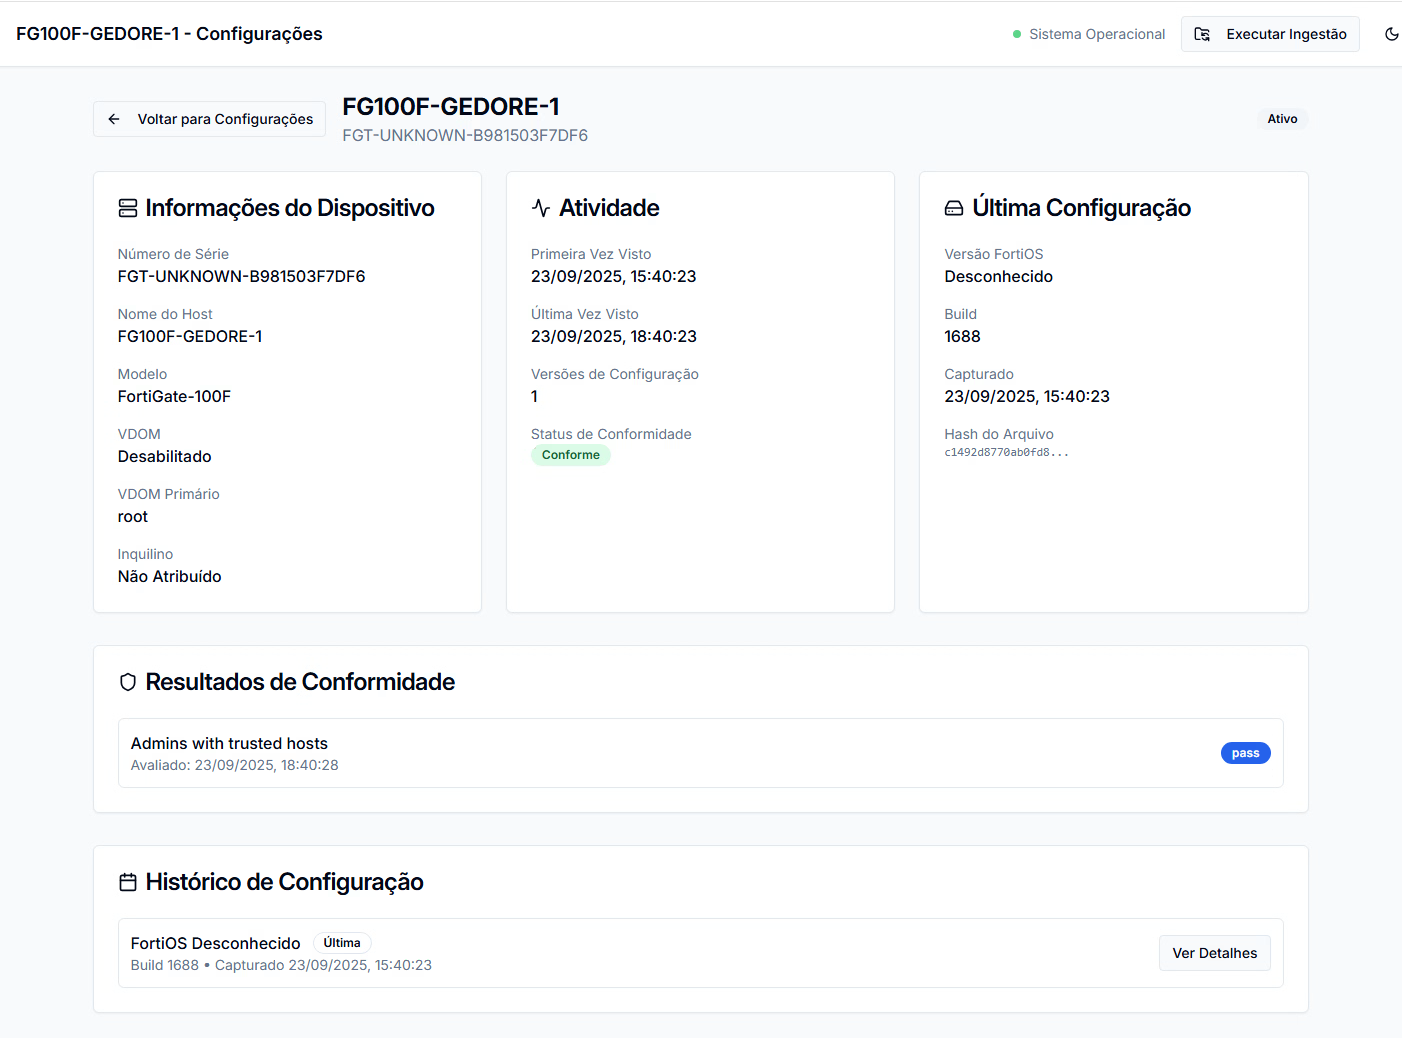 FG100F-GEDORE-1 - Configurações
Sistema Operacional
Executar Ingestão
Voltar para Configurações
FG100F-GEDORE-1
FGT-UNKNOWN-B981503F7DF6
Ativo
Informações do Dispositivo
Número de Série
FGT-UNKNOWN-B981503F7DF6
Nome do Host
FG100F-GEDORE-1
Modelo
FortiGate-100F
VDOM
Desabilitado
VDOM Primário
root
Inquilino
Não Atribuído
Atividade
Primeira Vez Visto
23/09/2025, 15:40:23
Última Vez Visto
23/09/2025, 18:40:23
Versões de Configuração
1
Status de Conformidade
Conforme
Última Configuração
Versão FortiOS
Desconhecido
Build
1688
Capturado
23/09/2025, 15:40:23
Hash do Arquivo
c1492d8770ab0fd8...
Resultados de Conformidade
Admins with trusted hosts
Avaliado: 23/09/2025, 18:40:28
pass
Histórico de Configuração
FortiOS Desconhecido Última
Build 1688 • Capturado 23/09/2025, 15:40:23
Ver Detalhes